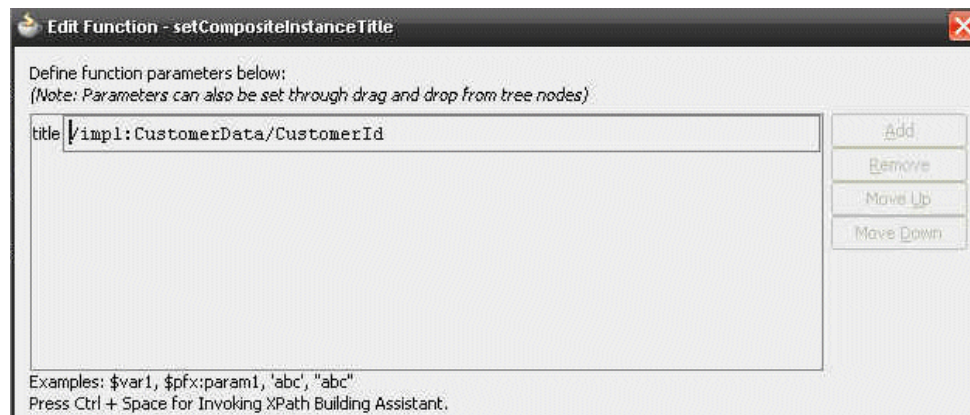 Edit Function - setCompositeInstanceTitle
Define function parameters below:
(Note: Parameters can also be set through drag and drop from tree nodes)
title /impl:CustomerData/CustomerId
Add
Remove
Move Up
Move Down
Examples: $var1, $pfx:param1, 'abc', "abc"
Press Ctrl + Space for Invoking XPath Building Assistant.